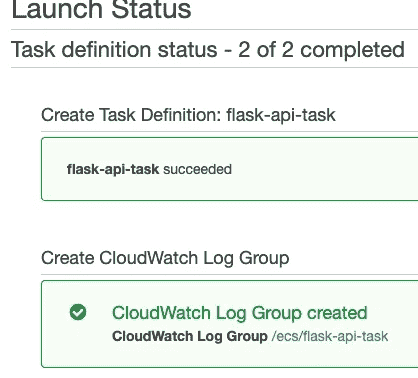 Launch Status
Task definition status - 2 of 2 completed
Create Task Definition: flask-api-task
flask-api-task succeeded
Create CloudWatch Log Group
CloudWatch Log Group created
CloudWatch Log Group /ecs/flask-api-task